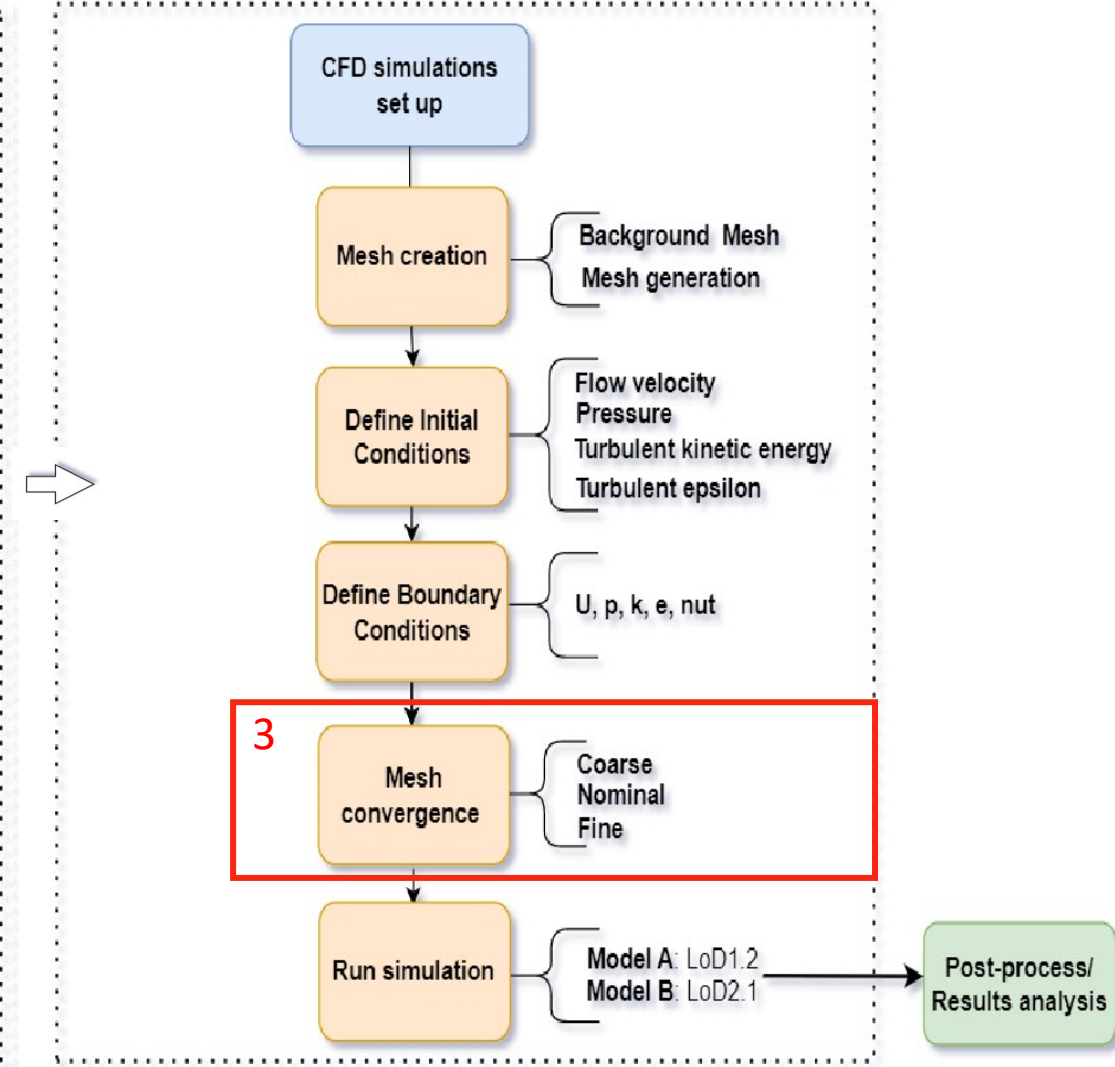 CFD simulations
set up
Mesh creation
Background Mesh
Mesh generation
Define Initial
Conditions
Flow velocity
Pressure
Turbulent kinetic energy
Turbulent epsilon
Define Boundary
Conditions
U, p, k, e, nut
3
Mesh
convergence
Coarse
Nominal
Fine
Run simulation
Model A: LoD1.2
Model B: LoD2.1
Post-process/
Results analysis